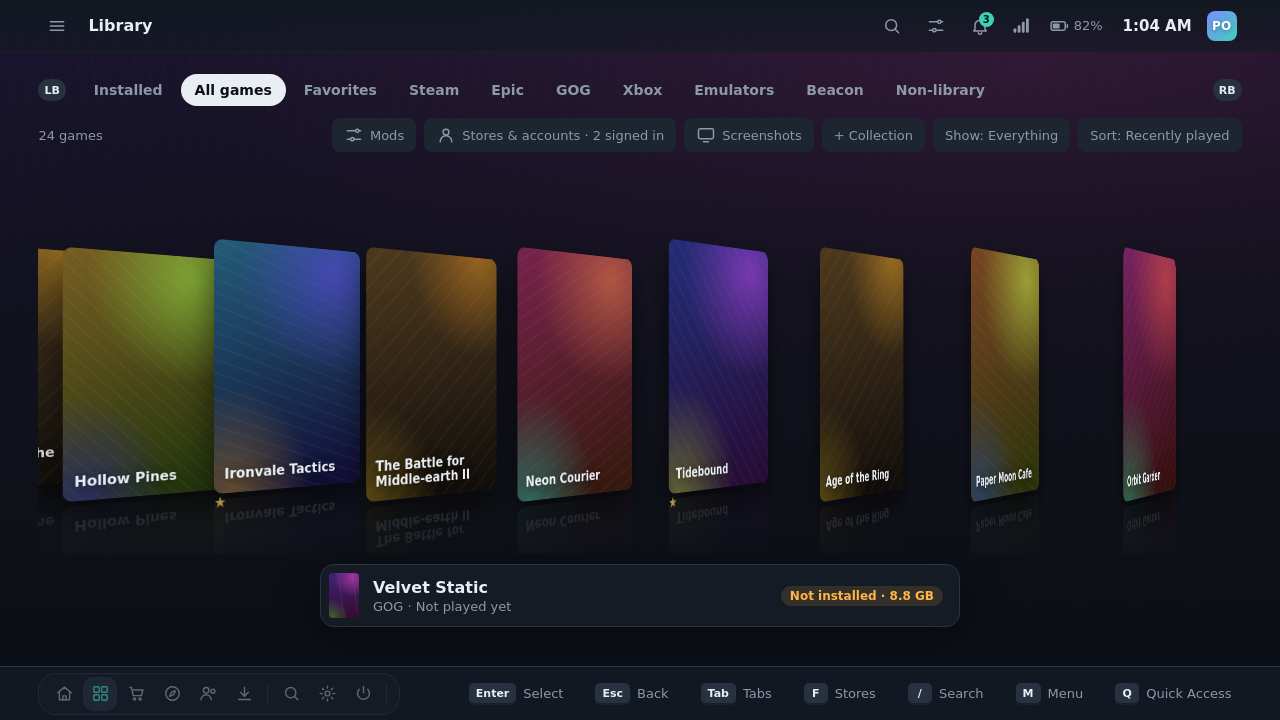 Library
3
82%
1:04 AM
PO
LB
Installed
All games
Favorites
Steam
Epic
GOG
Xbox
Emulators
Beacon
Non-library
RB
24 games
Mods
Stores & accounts · 2 signed in
Screenshots
+ Collection
Show: Everything
Sort: Recently played
he
Hollow Pines
Ironvale Tactics
The Battle for
Middle-earth II
Neon Courier
Tidebound
Age of the Ring
Paper Moon Cafe
Orbit Garden
Velvet Static
GOG · Not played yet
Not installed · 8.8 GB
Enter Select
Esc Back
Tab Tabs
F Stores
/ Search
M Menu
Q Quick Access